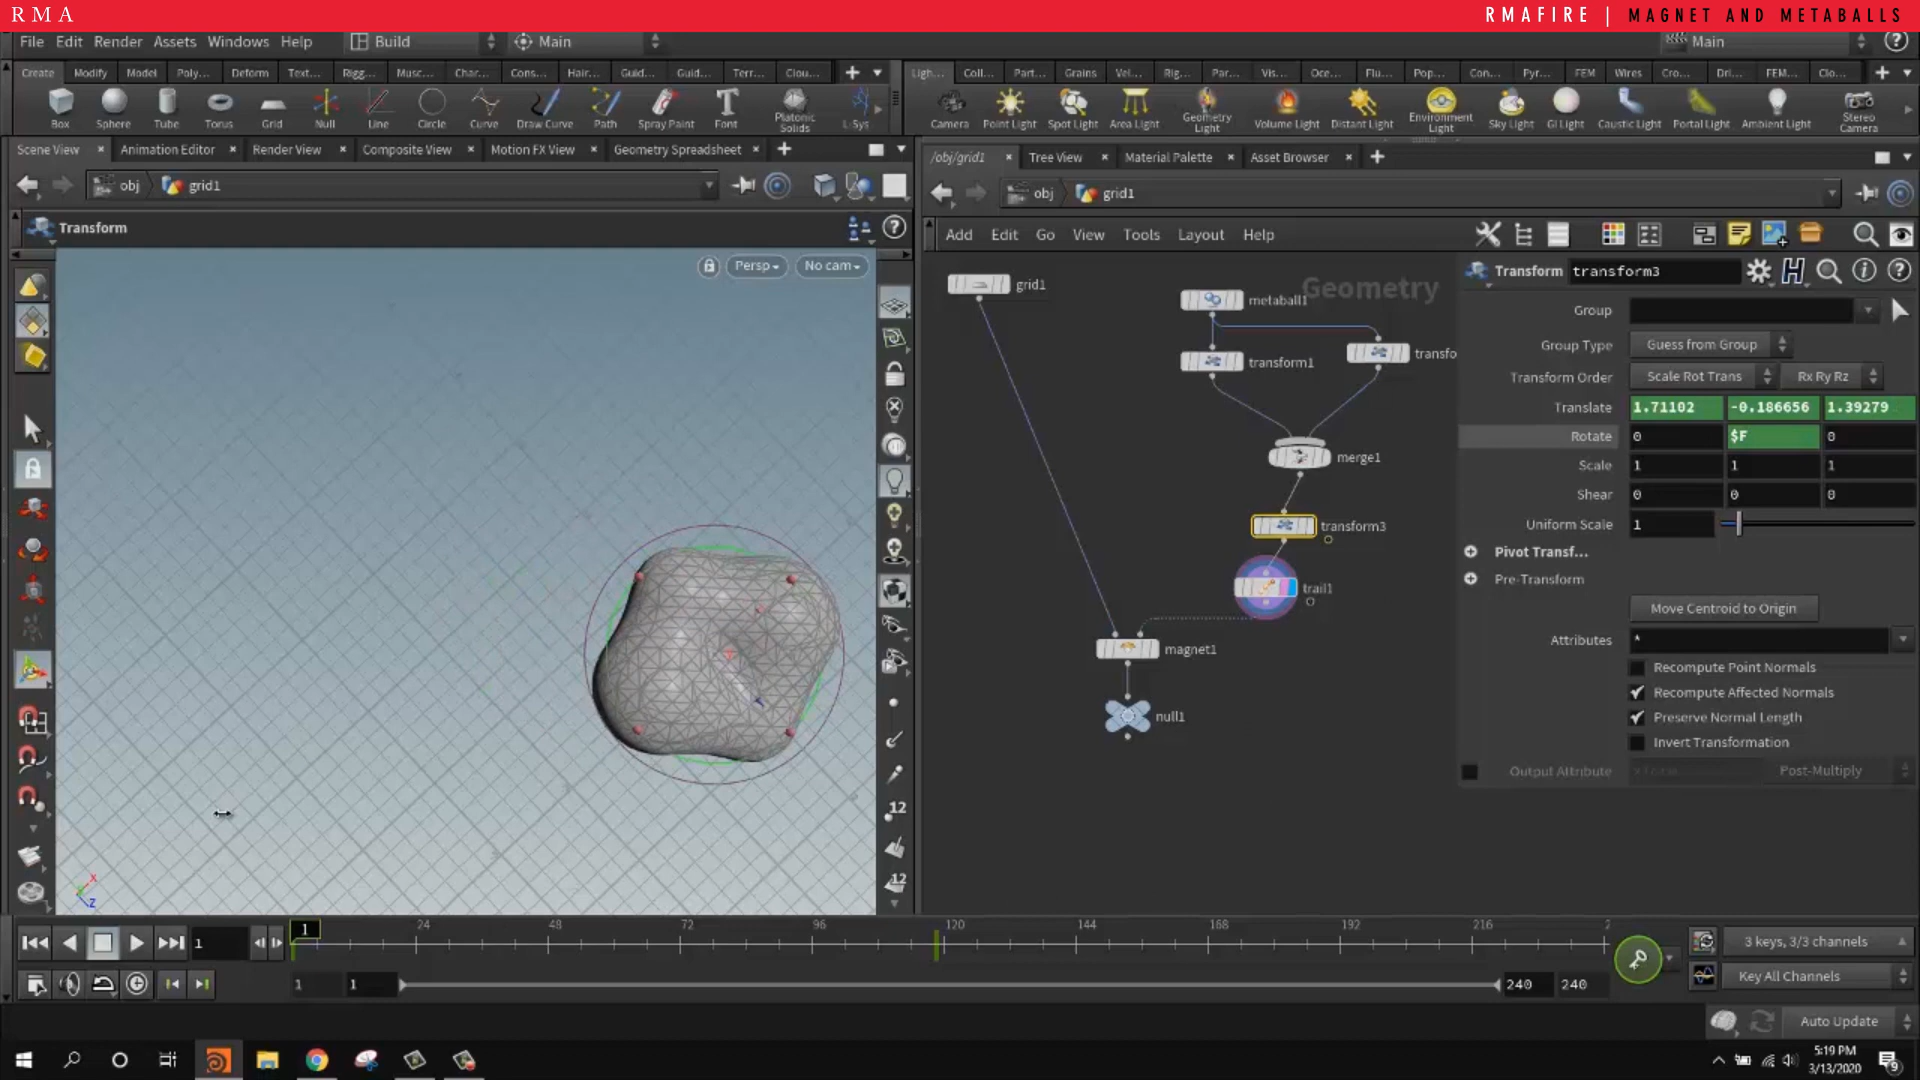 RMA
RMAFIRE | MAGNET AND METABALLS
File Edit Render Assets Windows Help Build Main
Main
Create Modify Model Poly... Deform Text... Rigg... Musc... Char... Cons... Hair... Guid... Guid... Terr... Clou...
Ligh... Coll... Part... Grains Vel... Rig... Par... Vis... Oce... Flu... Pop... Con... Pyr... FEM Wires Cro... Dri... FEM... Clo...
Box Sphere Tube Torus Grid Null Line Circle Curve Draw Curve Path Spray Paint Font Platonic Solids L-Sys
Camera Point Light Spot Light Area Light Geometry Light Volume Light Distant Light Environment Light Sky Light GI Light Caustic Light Portal Light Ambient Light Stereo Camera
Scene View Animation Editor Render View Composite View Motion FX View Geometry Spreadsheet
/obj/grid1 Tree View Material Palette Asset Browser
obj grid1
obj grid1
Transform
Add Edit Go View Tools Layout Help
Persp No cam
Geometry
grid1
metaball1
transform1
transfo
merge1
transform3
trail1
magnet1
null1
Transform transform3
Group
Group Type Guess from Group
Transform Order Scale Rot Trans Rx Ry Rz
Translate 1.71102 -0.186656 1.39279
Rotate 0 $F 0
Scale 1 1 1
Shear 0 0 0
Uniform Scale 1
Pivot Transf...
Pre-Transform
Move Centroid to Origin
Attributes *
Recompute Point Normals
Recompute Affected Normals
Preserve Normal Length
Invert Transformation
Output Attribute Post-Multiply
12
12
X
Z
1 1 24 48 72 96 120 144 168 192 216 2
3 keys, 3/3 channels
1 1 240 240
Key All Channels
Auto Update
5:19 PM
3/13/2020
9